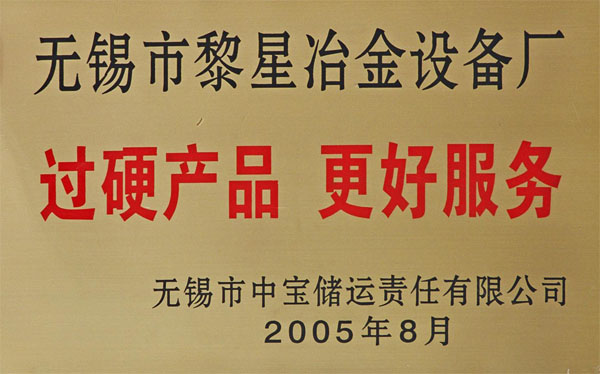 无锡市黎星冶金设备厂
过硬产品 更好服务
无锡市中宝储运责任有限公司
2005年8月